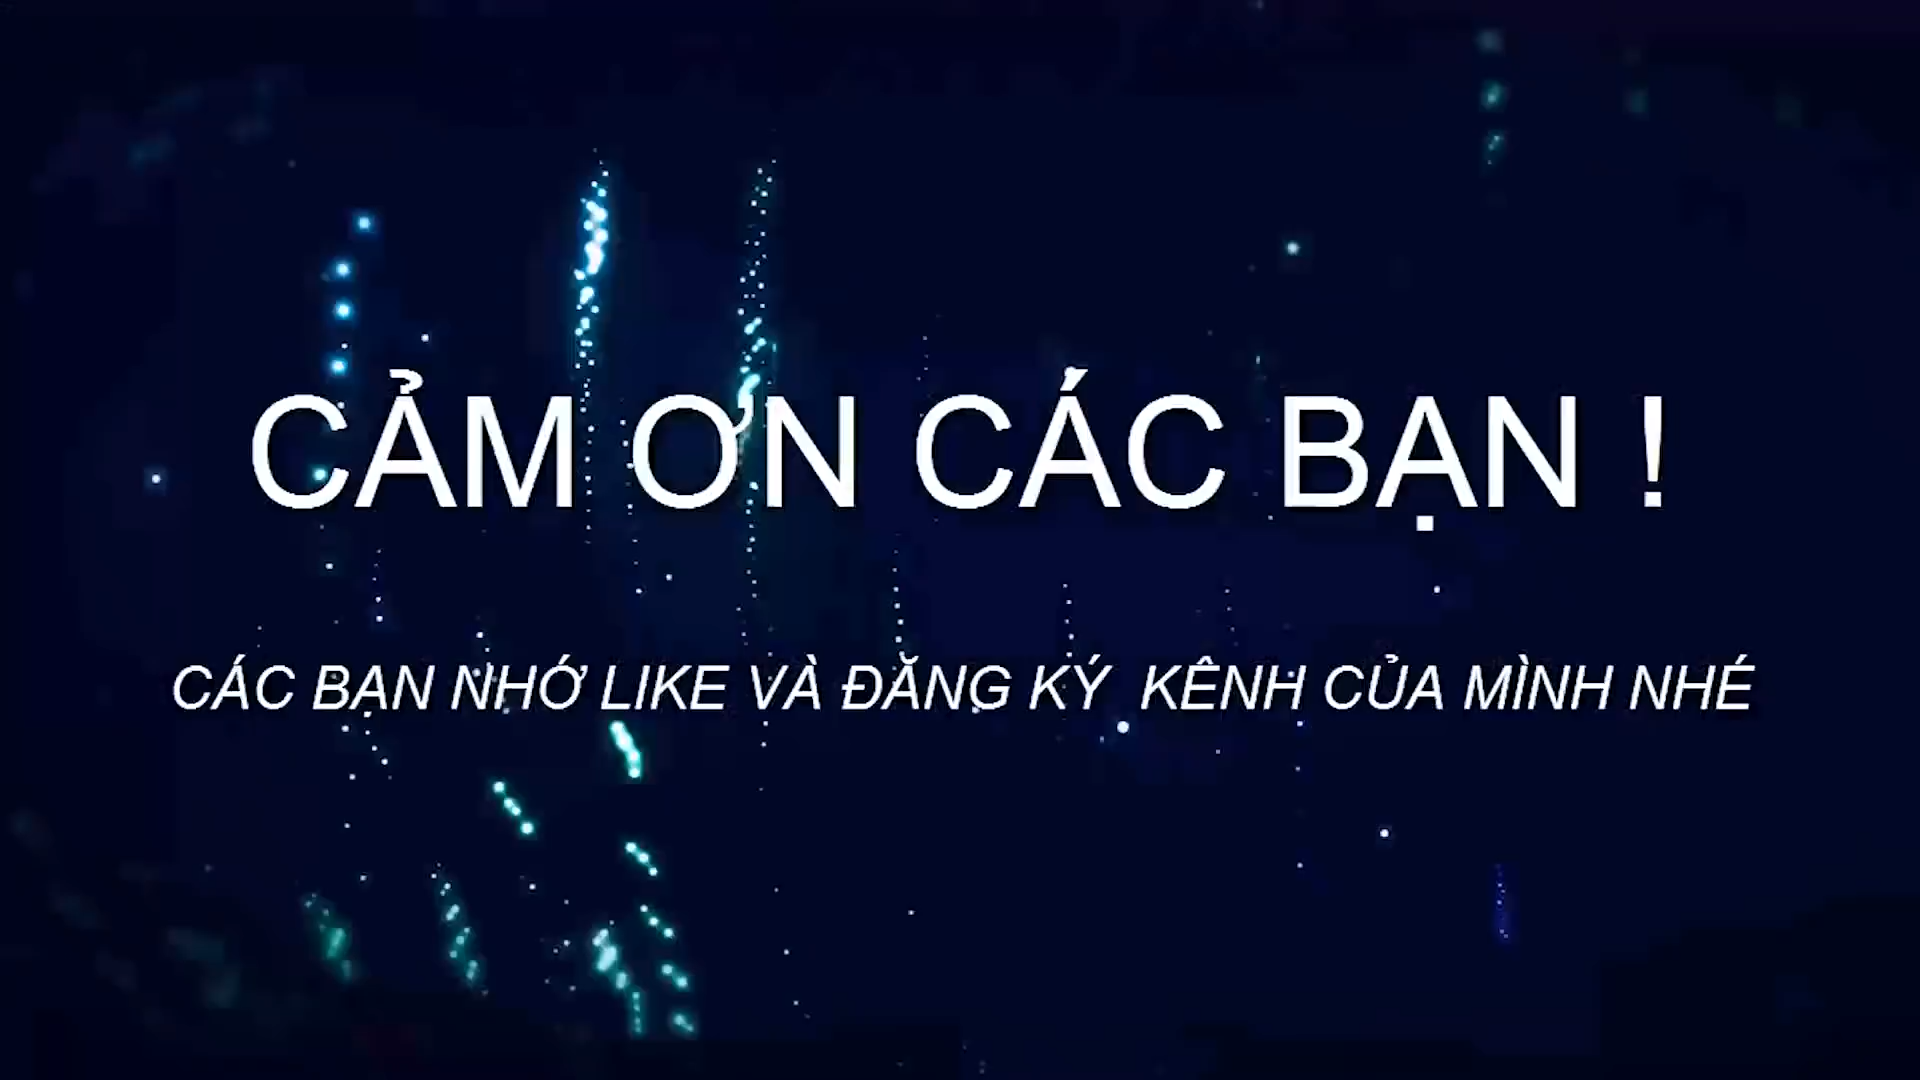 CẢM ƠN CÁC BẠN !
CÁC BẠN NHỚ LIKE VÀ ĐĂNG KÝ  KÊNH CỦA MÌNH NHÉ